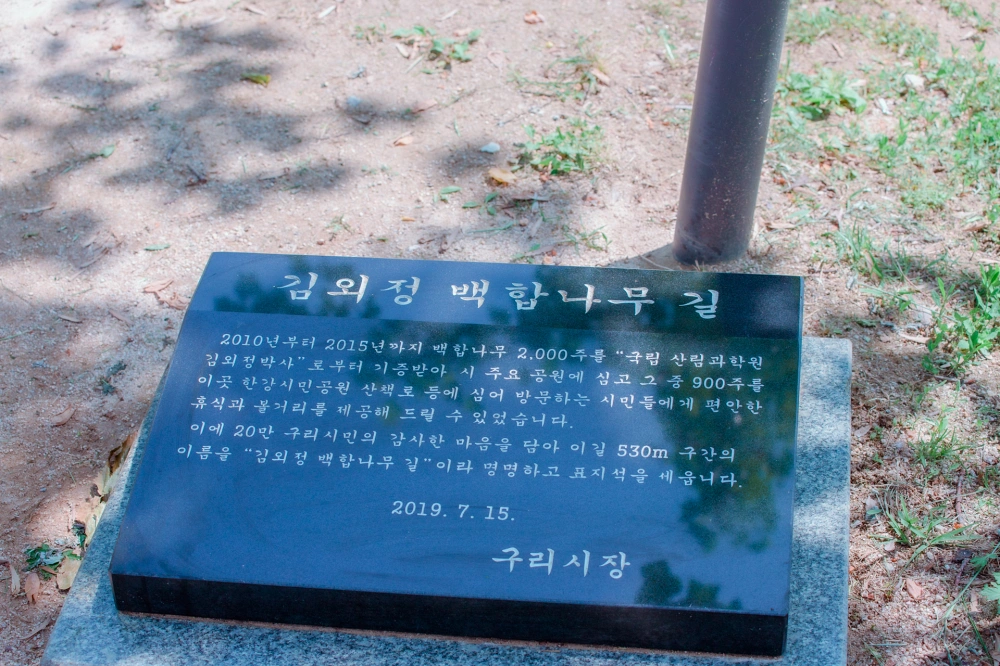 김외정 백합나무 길
2010년부터 2015년까지 백합나무 2.000주를 “국립 산림과학원
김외정박사”로부터 기증받아 시 주요 공원에 심고 그 중 900주를
이곳 한강시민공원 산책로 등에 심어 방문하는 시민들에게 편안한
휴식과 볼거리를 제공해 드릴 수 있었습니다.
이에 20만 구리시민의 감사한 마음을 담아 이길 530m 구간의
이름을 “김외정 백합나무 길”이라 명명하고 표지석을 세웁니다.
2019. 7. 15.
구리시장